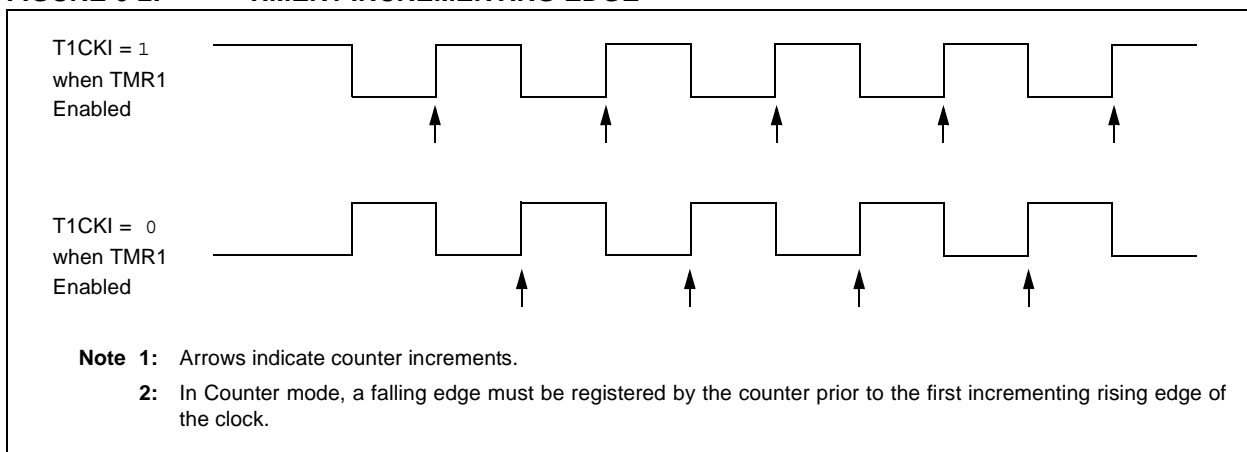 T1CKI = 1
when TMR1
Enabled
T1CKI = 0
when TMR1
Enabled
Note 1: Arrows indicate counter increments.
2: In Counter mode, a falling edge must be registered by the counter prior to the first incrementing rising edge of
the clock.